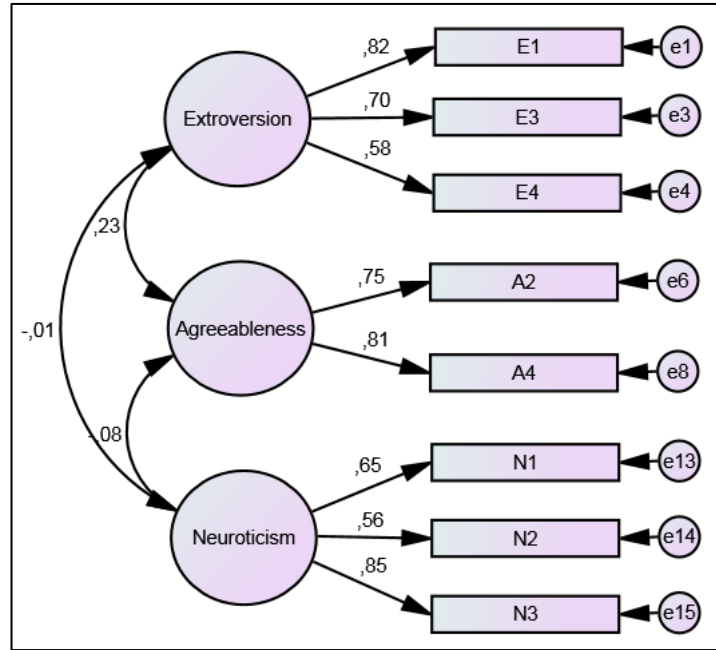 ,82
E1
e1
Extroversion
,70
E3
e3
,58
E4
e4
,23
,75
A2
e6
Agreeableness
-,01
,81
A4
e8
-,08
,65
N1
e13
Neuroticism
,56
N2
e14
,85
N3
e15